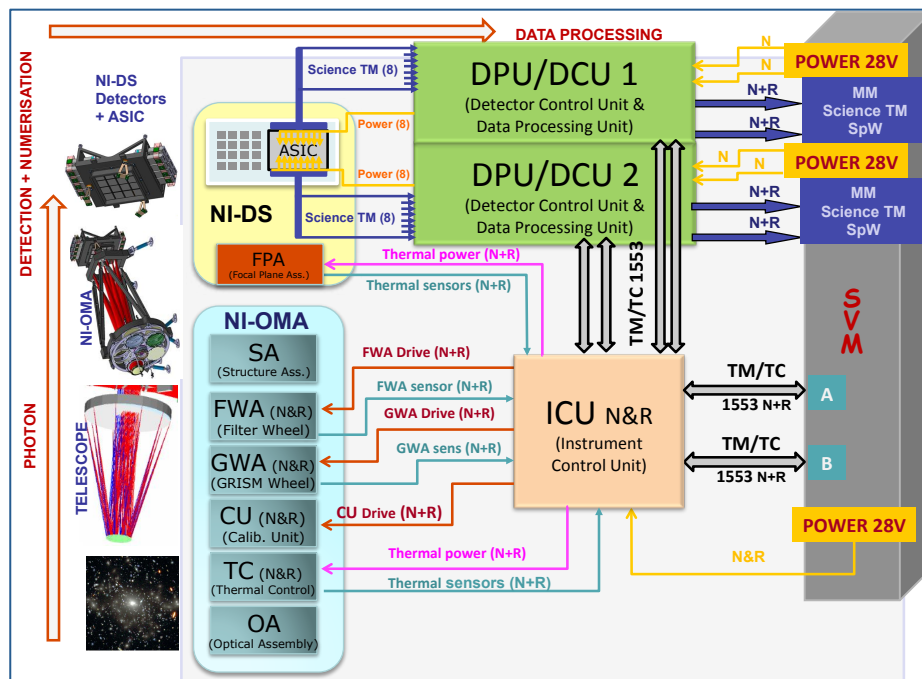 DATA PROCESSING
NI-DS
Detectors
+ ASIC
DETECTION + NUMERISATION
Science TM (8)
Power (8)
ASIC
Power (8)
NI-DS
Science TM (8)
DPU/DCU 1
(Detector Control Unit &
Data Processing Unit)
DPU/DCU 2
(Detector Control Unit &
Data Processing Unit)
N
N
N+R
N+R
POWER 28V
MM
Science TM
SpW
N
N
N+R
N+R
POWER 28V
MM
Science TM
SpW
FPA
(Focal Plane Ass.)
Thermal power (N+R)
Thermal sensors (N+R)
TM/TC 1553
SVM
NI-OMA
NI-OMA
SA
(Structure Ass.)
FWA (N&R)
(Filter Wheel)
GWA (N&R)
(GRISM Wheel)
CU (N&R)
(Calib. Unit)
TC (N&R)
(Thermal Control)
OA
(Optical Assembly)
FWA Drive (N+R)
FWA sensor (N+R)
GWA Drive (N+R)
GWA sens (N+R)
CU Drive (N+R)
Thermal power (N+R)
Thermal sensors (N+R)
ICU N&R
(Instrument
Control Unit)
TM/TC
1553 N+R
A
TM/TC
1553 N+R
B
POWER 28V
N&R
PHOTON
TELESCOPE